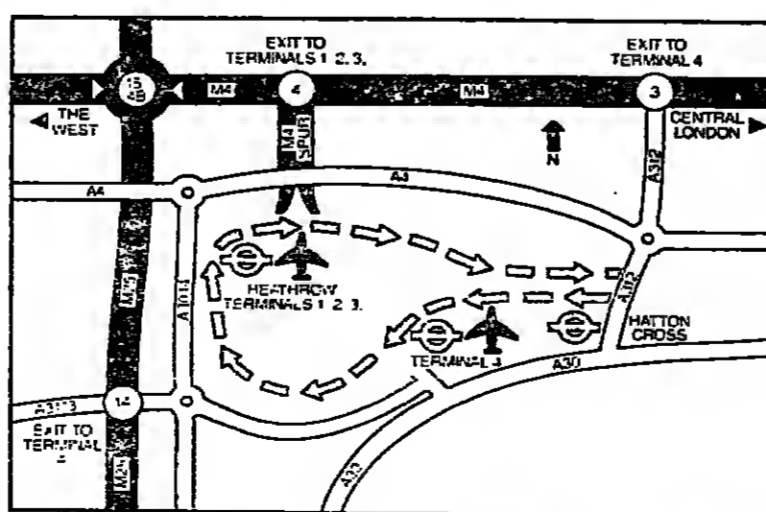 EXIT TO
TERMINALS 1. 2. 3.
EXIT TO
TERMINAL 4
15
4B
M4
4
M4
3
THE
WEST
M4
SPUR
N
CENTRAL
LONDON
A312
A4
A4
M25
A3044
HEATHROW
TERMINALS 1. 2. 3.
HATTON
CROSS
TERMINAL 4
A30
A3113
14
EXIT TO
TERMINAL
M25
A30